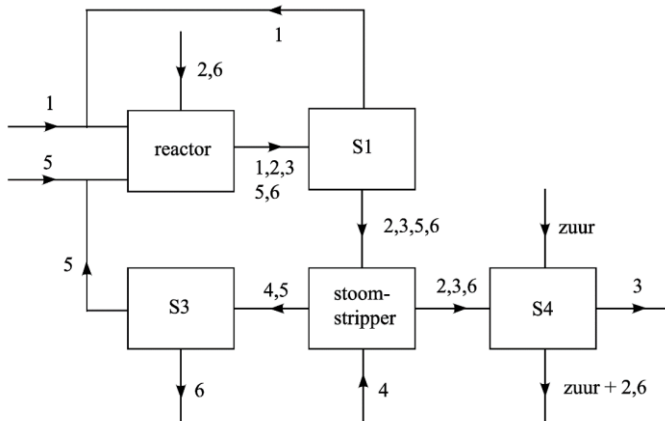 1
2,6
1
reactor
S1
1,2,3
5,6
5
2,3,5,6
zuur
5
S3
4,5
stoom-
stripper
2,3,6
S4
3
6
4
zuur + 2,6